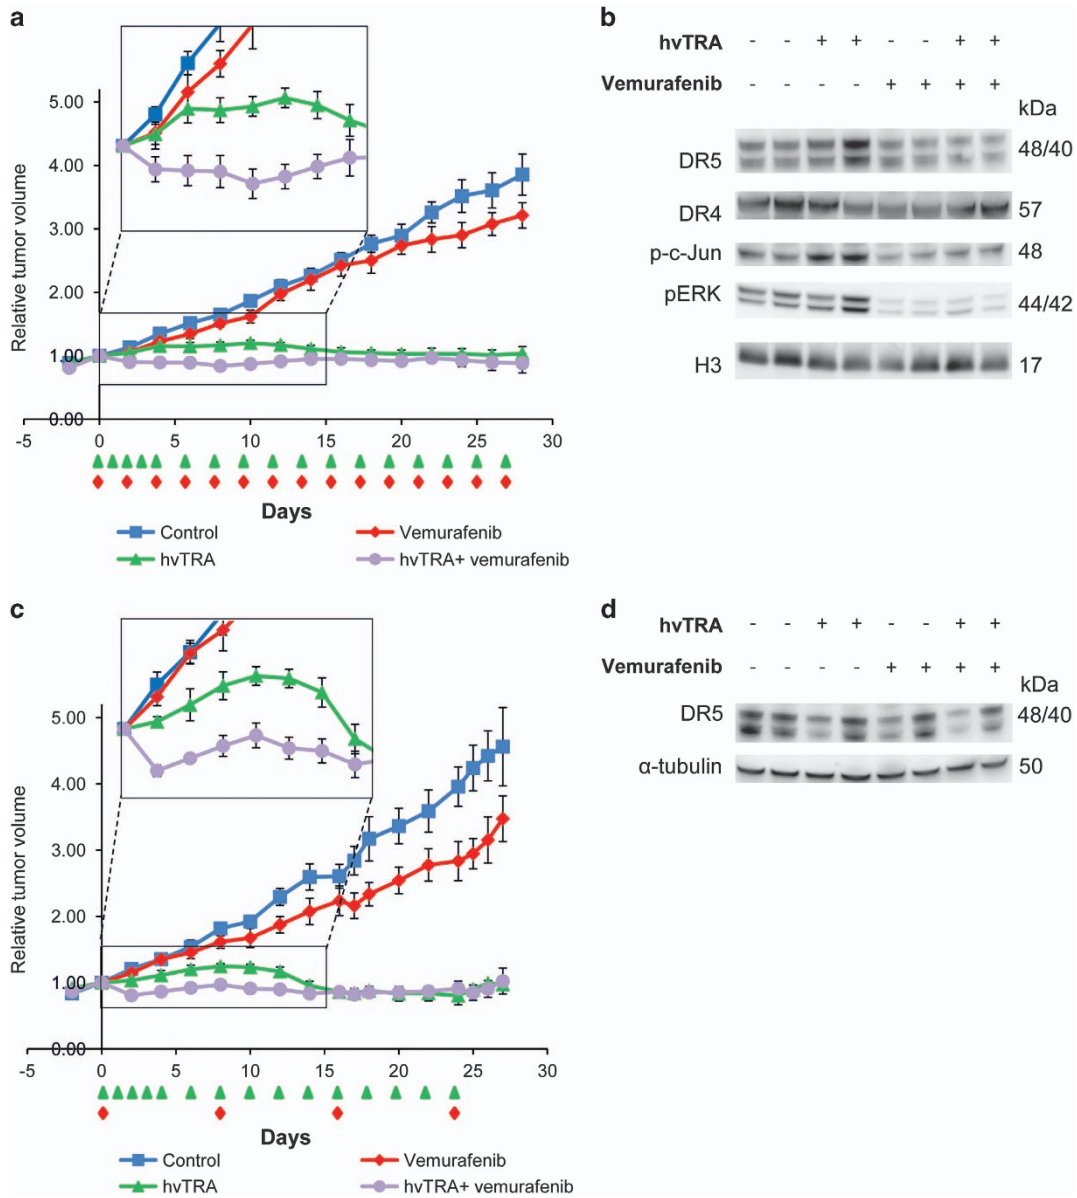 a
Relative tumor volume
5.00
4.00
3.00
2.00
1.00
0.00
-5 0 5 10 15 20 25 30
Days
Control Vemurafenib
hvTRA hvTRA+ vemurafenib
b
hvTRA - - + + - - + +
Vemurafenib - - - - + + + +
kDa
DR5 48/40
DR4 57
p-c-Jun 48
pERK 44/42
H3 17
c
Relative tumor volume
5.00
4.00
3.00
2.00
1.00
0.00
-5 0 5 10 15 20 25 30
Days
Control Vemurafenib
hvTRA hvTRA+ vemurafenib
d
hvTRA - - + + - - + +
Vemurafenib - - - - + + + +
kDa
DR5 48/40
α-tubulin 50